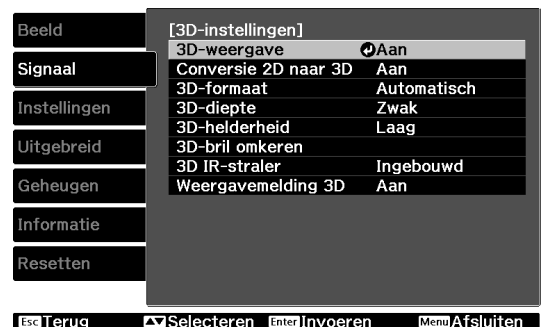 Beeld
Signaal
Instellingen
Uitgebreid
Geheugen
Informatie
Resetten
[3D-instellingen]
3D-weergave Aan
Conversie 2D naar 3D Aan
3D-formaat Automatisch
3D-diepte Zwak
3D-helderheid Laag
3D-bril omkeren
3D IR-straler Ingebouwd
Weergavemelding 3D Aan
Esc Terug Selecteren Enter Invoeren Menu Afsluiten